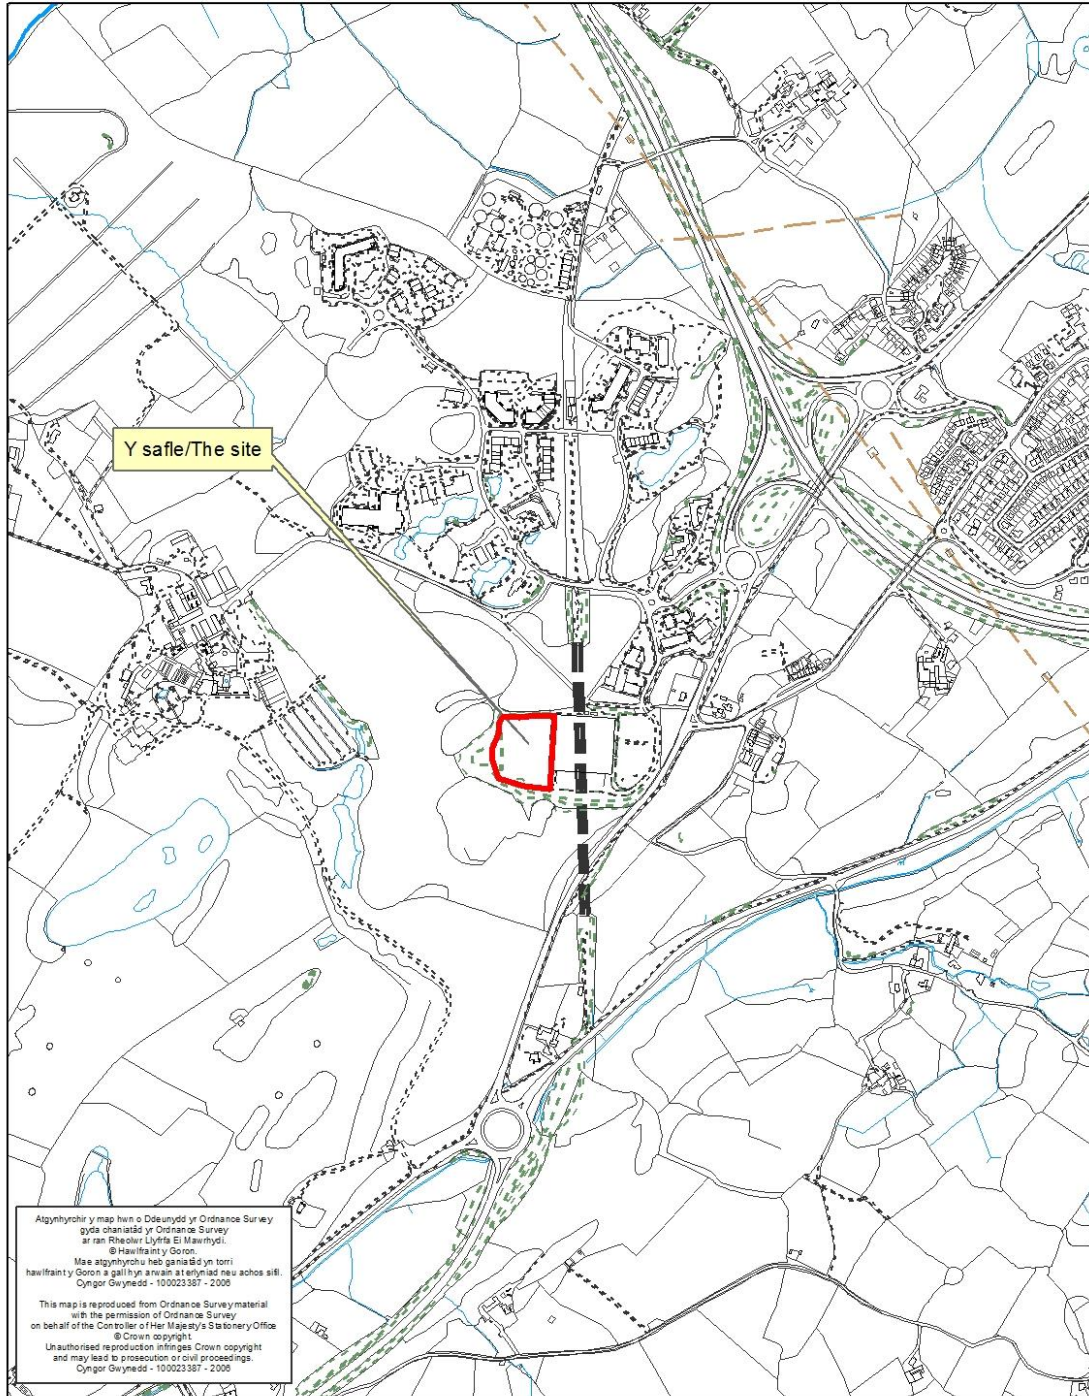 Y safle/The site
Atgynhyrchir y map hwn o Ddeunydd yr Ordnance Survey
gyda chaniatâd yr Ordnance Survey
ar ran Rheolwr Llyfrfa Ei Mawrhydi.
© Hawlfraint y Goron.
Mae atgynhyrchu heb ganiatâd yn torri
hawlfraint y Goron a gall hyn arwain at erlyniad neu achos sifil.
Cyngor Gwynedd - 100023387 - 2006
This map is reproduced from Ordnance Survey material
with the permission of Ordnance Survey
on behalf of the Controller of Her Majesty's Stationery Office
© Crown copyright.
Unauthorised reproduction infringes Crown copyright
and may lead to prosecution or civil proceedings.
Cyngor Gwynedd - 100023387 - 2006